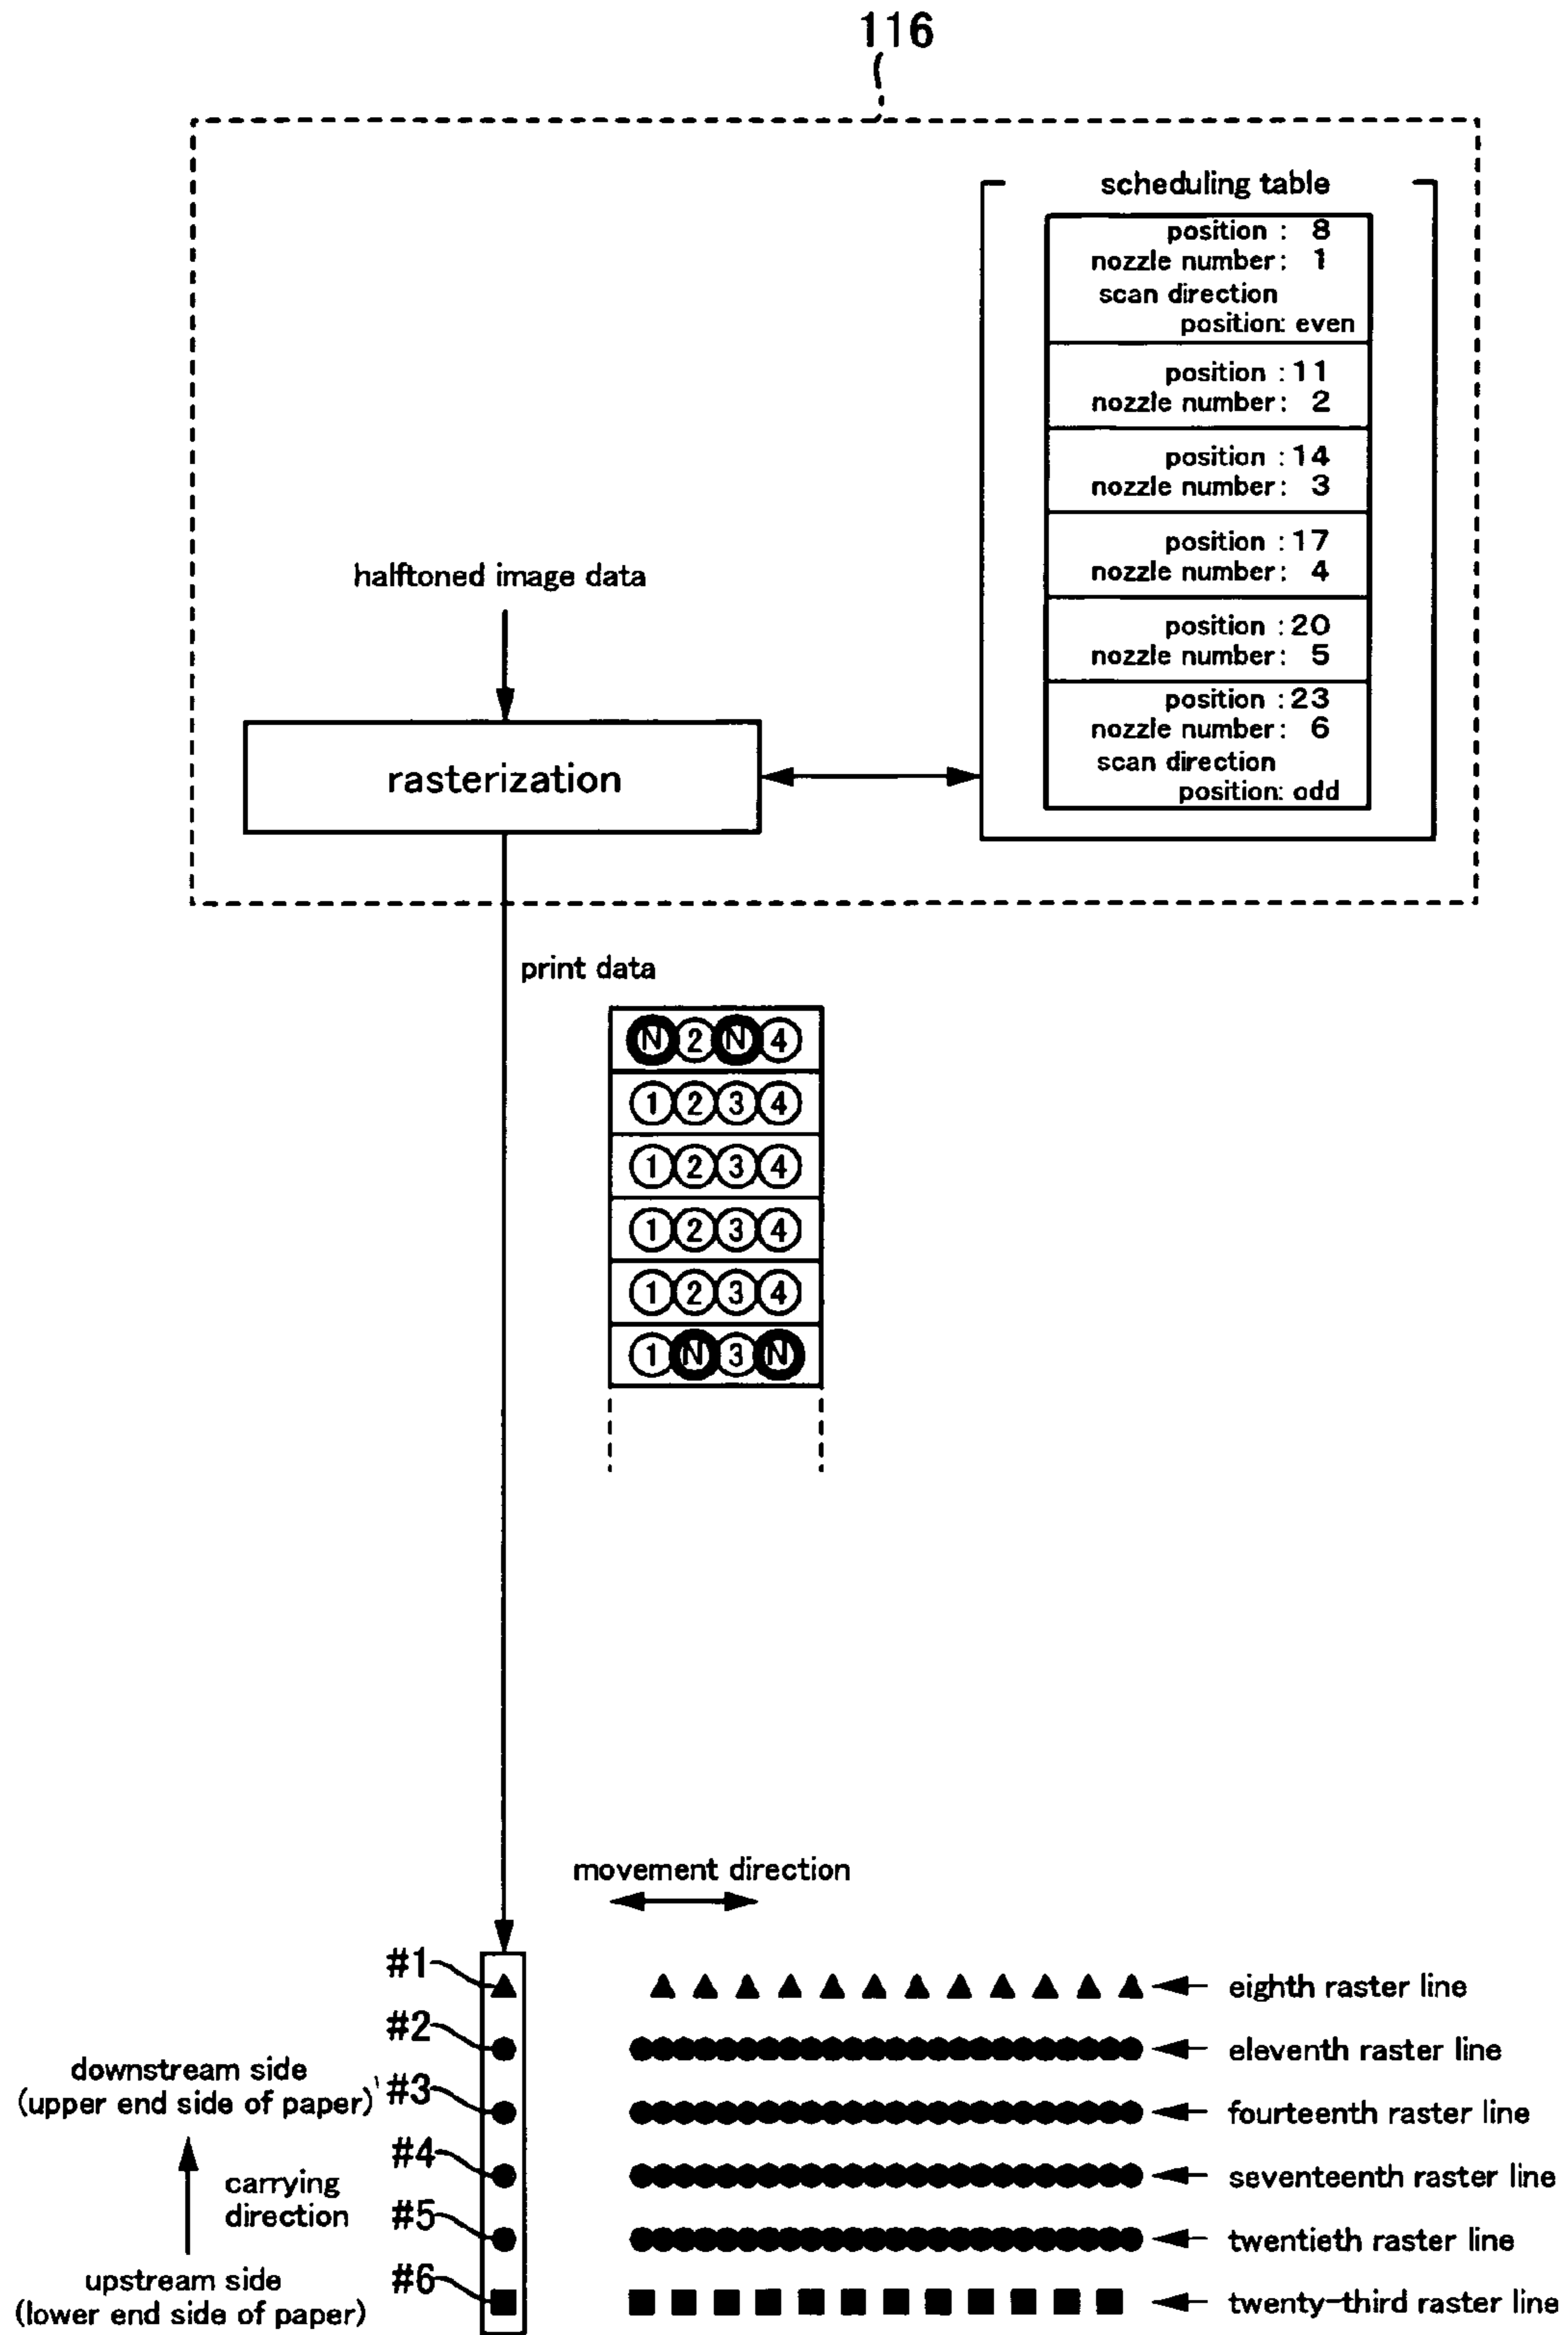 116
scheduling table
position : 8
nozzle number: 1
scan direction
position: even
position :11
nozzle number: 2
position :14
nozzle number: 3
position :17
nozzle number: 4
position :20
nozzle number: 5
position :23
nozzle number: 6
scan direction
position: odd
halftoned image data
rasterization
print data
N 2 N 4
1 2 3 4
1 2 3 4
1 2 3 4
1 2 3 4
1 N 3 N
movement direction
#1
eighth raster line
#2
eleventh raster line
downstream side
(upper end side of paper)
#3
fourteenth raster line
#4
seventeenth raster line
carrying
direction
#5
twentieth raster line
upstream side
(lower end side of paper)
#6
twenty-third raster line